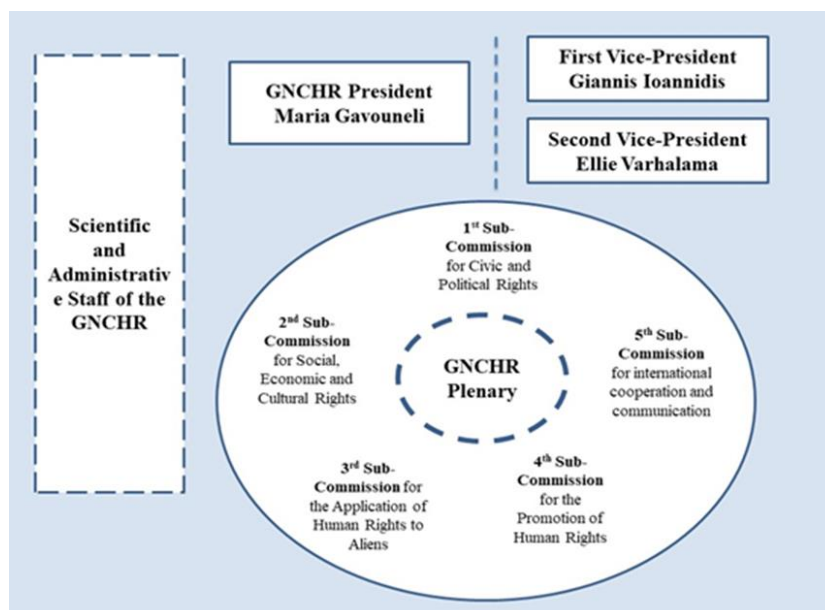 Scientific
and
Administrativ
e Staff of the
GNCHR
GNCHR President
Maria Gavouneli
First Vice-President
Giannis Ioannidis
Second Vice-President
Ellie Varhalama
1st Sub-
Commission
for Civic and
Political Rights
2nd Sub-
Commission
for Social,
Economic and
Cultural Rights
GNCHR
Plenary
5th Sub-
Commission
for international
cooperation and
communication
3rd Sub-
Commission for
the Application of
Human Rights to
Aliens
4th Sub-
Commission
for the
Promotion of
Human Rights